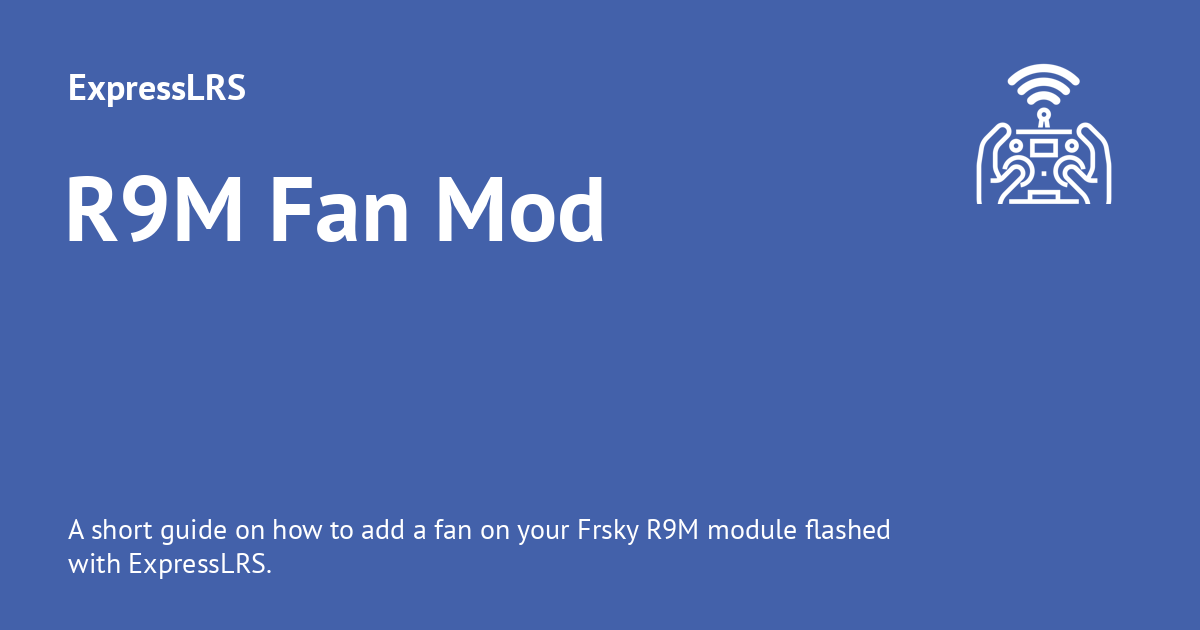 ExpressLRS
R9M Fan Mod
A short guide on how to add a fan on your Frsky R9M module flashed
with ExpressLRS.